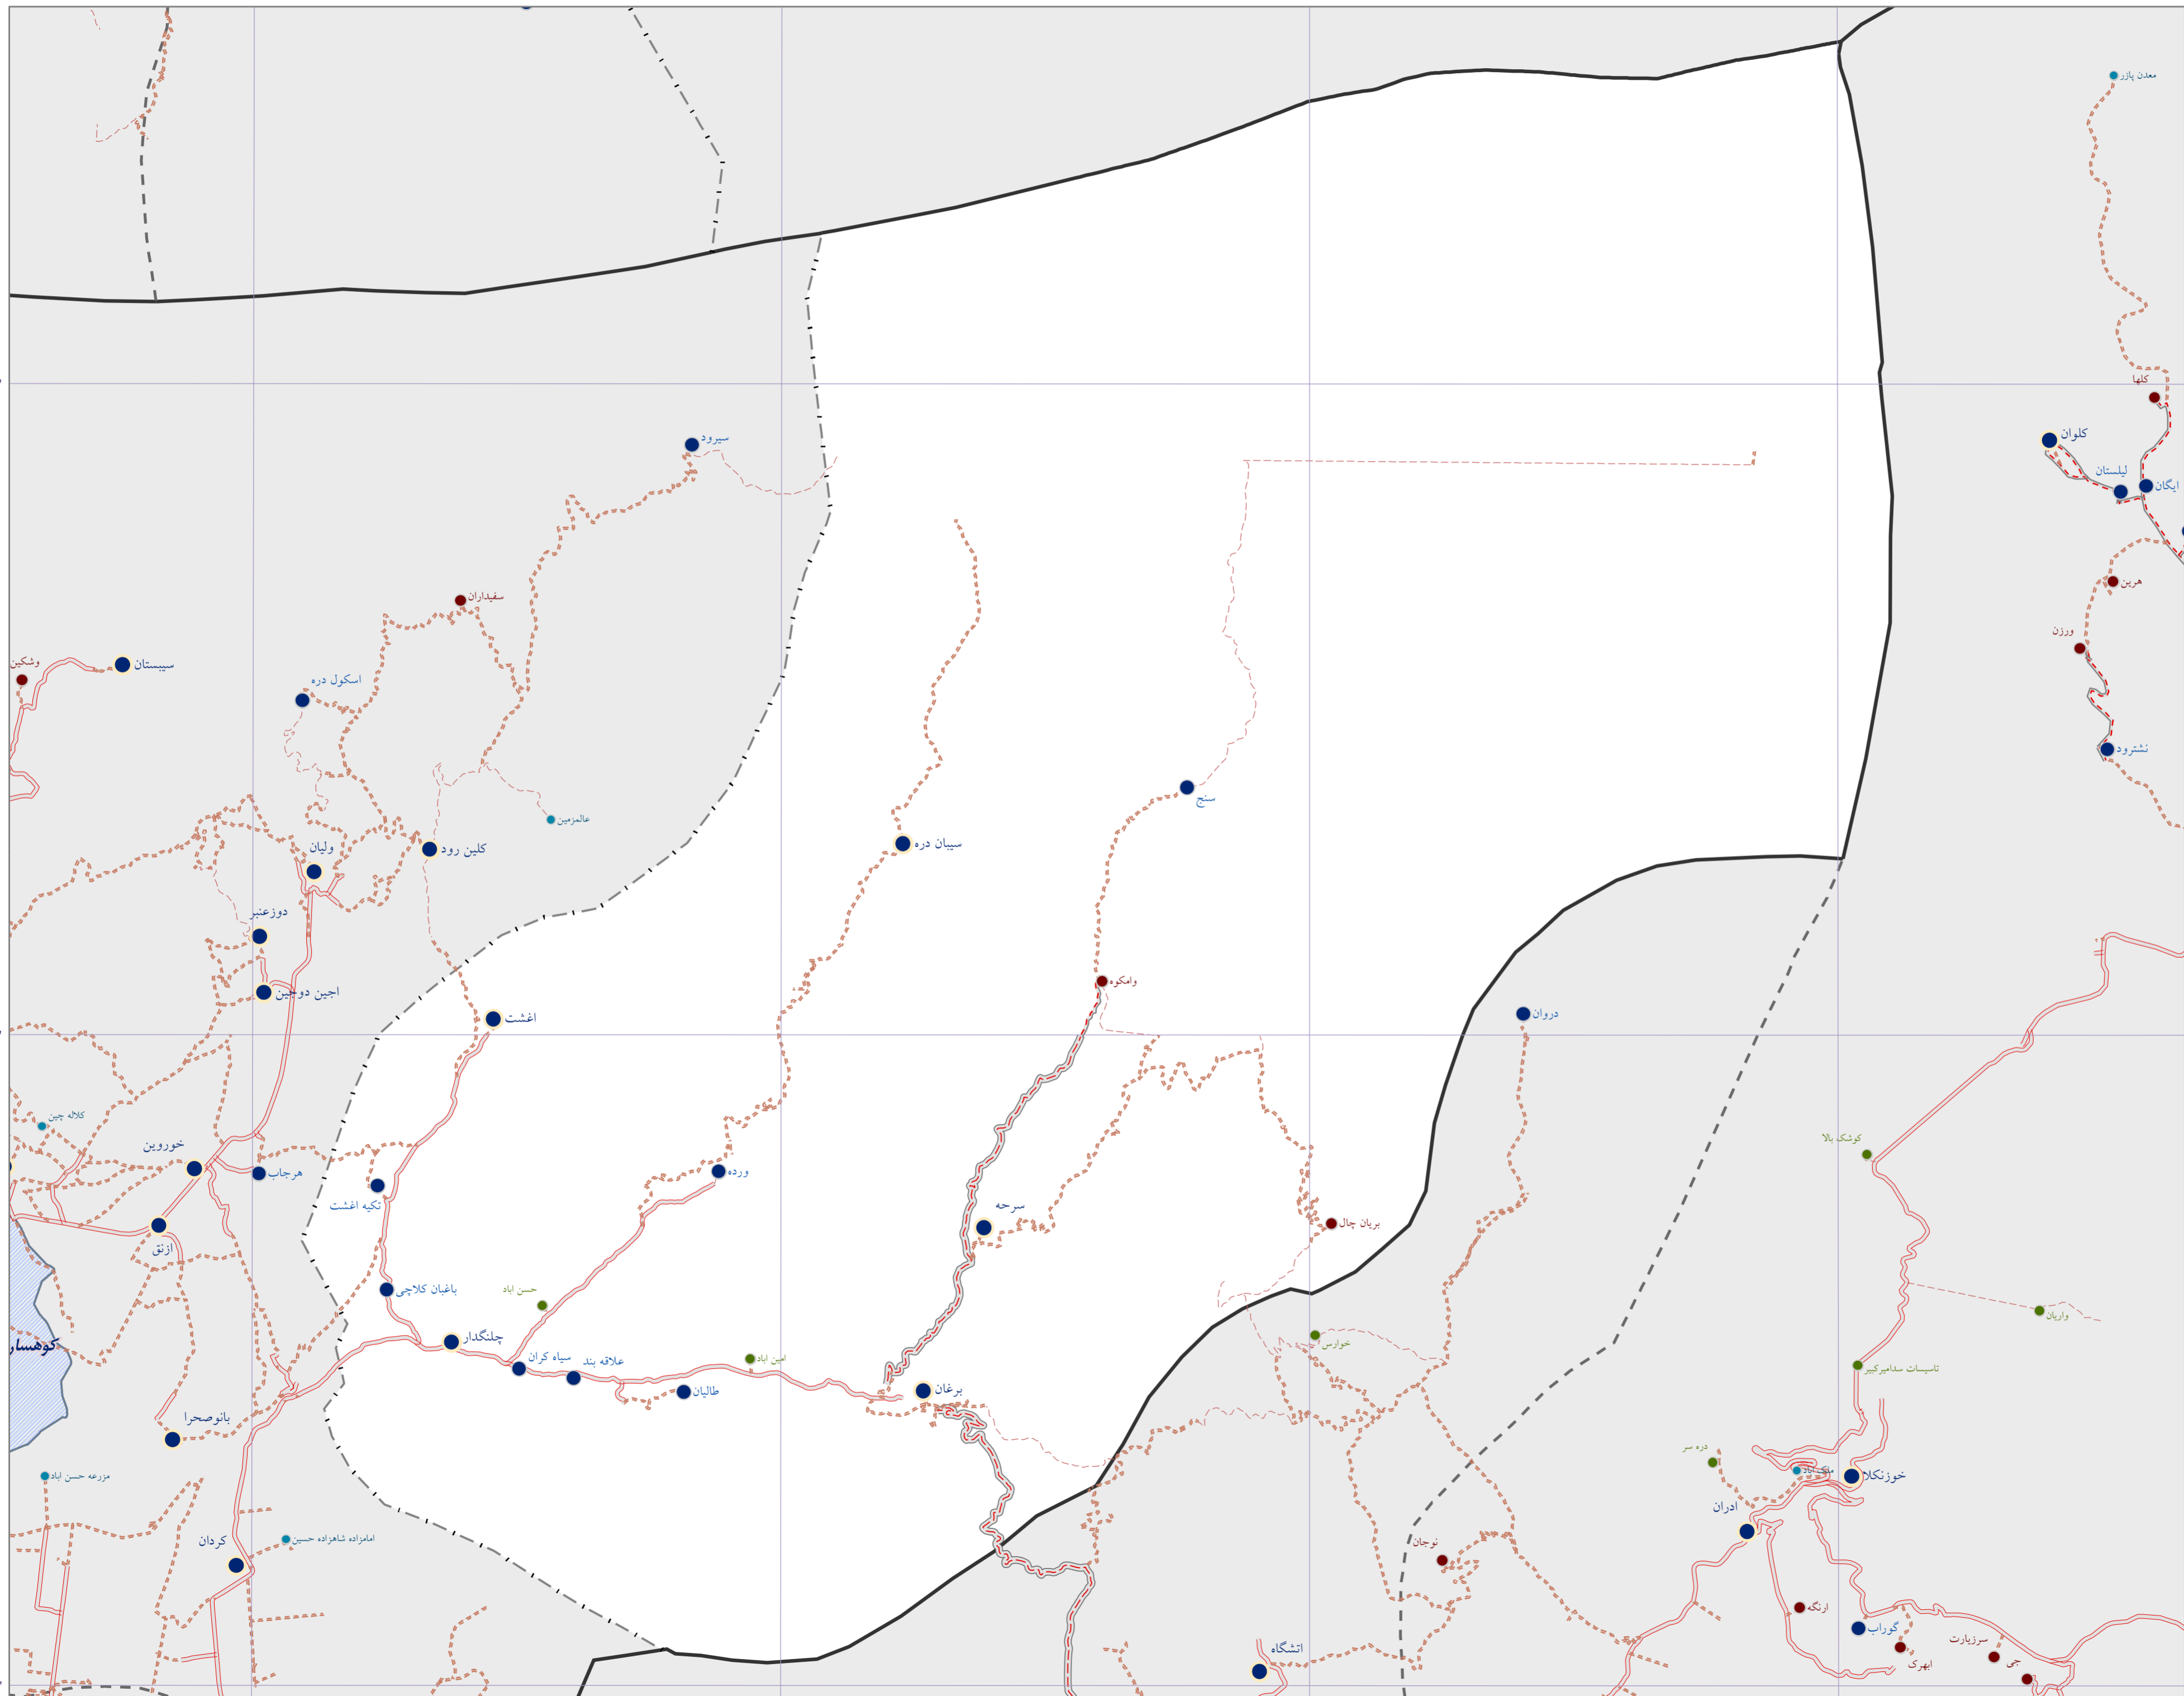 معدن پازر
کلها
کلوان
سیرود
لیلستان
ایگان
هرین
سفیداران
ورزن
وشکین
سیبستان
اسکول دره
نشترود
سنج
عالمزمین
سیبان دره
ولیان
کلین رود
دوزعنبر
وامکوه
اجین دوجین
دروان
اغشت
کلاله چین
کوشک بالا
خوروین
هرجاب
ورده
تکیه اغشت
سرحه
بریان چال
ازنق
باغبان کلاچی
حسن اباد
واریان
کوهسار
چلنگدار
خوارس
سیاه کران
علاقه بند
امین اباد
تاسیسات سدامیرکبیر
برغان
طالیان
بانوصحرا
دره سر
مزرعه حسن اباد
ملک اباد
خوزنکلا
ادران
امامزاده شاهزاده حسین
کردان
نوجان
ارنگه
گوراب
اتشگاه
سرزیارت
ابهرک
جی